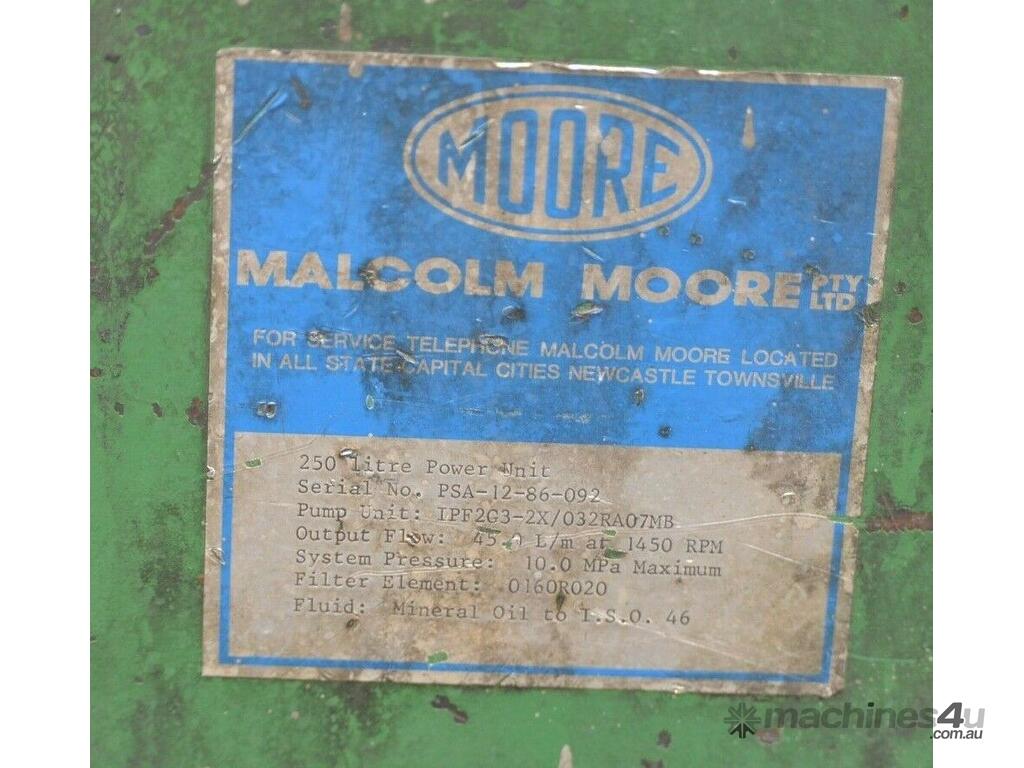 MOORE
MALCOLM MOORE PTY LTD
FOR SERVICE TELEPHONE MALCOLM MOORE LOCATED
IN ALL STATE CAPITAL CITIES NEWCASTLE TOWNSVILLE
250 litre Power Unit
Serial No. PSA-12-86-092
Pump Unit: IPF2G3-2X/032RA07MB
Output Flow: 45.0 L/m at 1450 RPM
System Pressure: 10.0 MPa Maximum
Filter Element: 0160R020
Fluid: Mineral Oil to I.S.O. 46
machines4u
.com.au